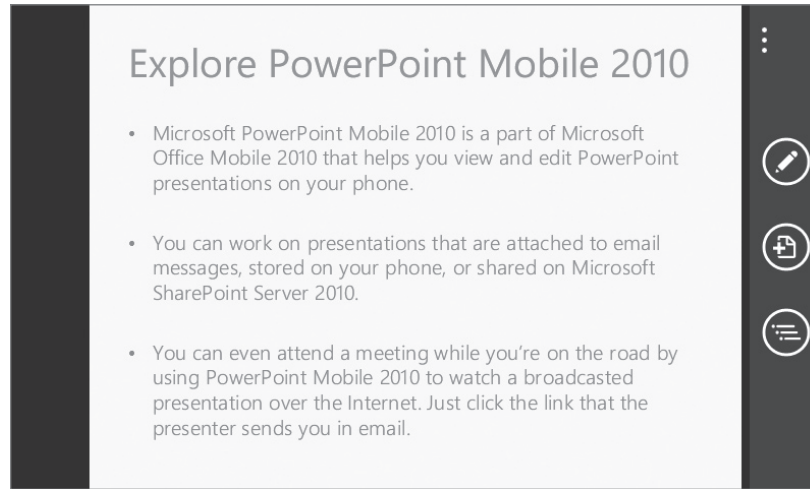 Explore PowerPoint Mobile 2010
• Microsoft PowerPoint Mobile 2010 is a part of Microsoft
Office Mobile 2010 that helps you view and edit PowerPoint
presentations on your phone.
• You can work on presentations that are attached to email
messages, stored on your phone, or shared on Microsoft
SharePoint Server 2010.
• You can even attend a meeting while you’re on the road by
using PowerPoint Mobile 2010 to watch a broadcasted
presentation over the Internet. Just click the link that the
presenter sends you in email.